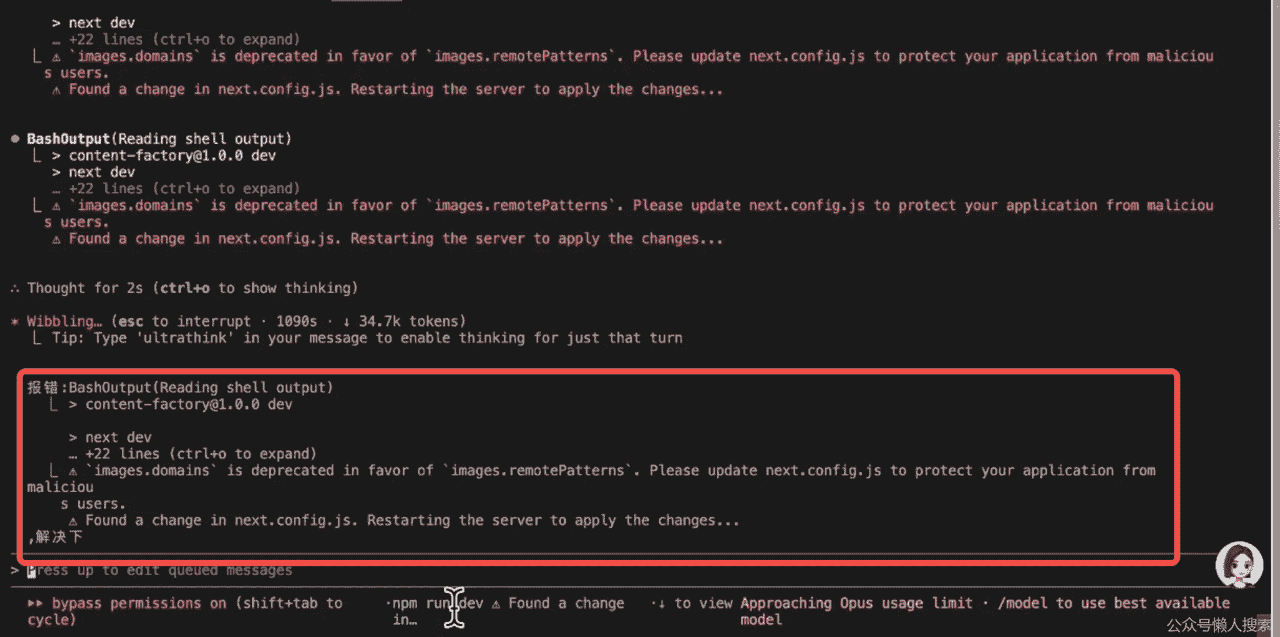 > next dev
… +22 lines (ctrl+o to expand)
⎿ ⚠ `images.domains` is deprecated in favor of `images.remotePatterns`. Please update next.config.js to protect your application from maliciou
s users.
⚠ Found a change in next.config.js. Restarting the server to apply the changes...
● BashOutput(Reading shell output)
⎿ > content-factory@1.0.0 dev
> next dev
… +22 lines (ctrl+o to expand)
⎿ ⚠ `images.domains` is deprecated in favor of `images.remotePatterns`. Please update next.config.js to protect your application from maliciou
s users.
⚠ Found a change in next.config.js. Restarting the server to apply the changes...
∴ Thought for 2s (ctrl+o to show thinking)
* Wibbling… (esc to interrupt · 1090s · ↓ 34.7k tokens)
⎿ Tip: Type 'ultrathink' in your message to enable thinking for just that turn
报错:BashOutput(Reading shell output)
⎿ > content-factory@1.0.0 dev
> next dev
… +22 lines (ctrl+o to expand)
⎿ ⚠ `images.domains` is deprecated in favor of `images.remotePatterns`. Please update next.config.js to protect your application from
maliciou
s users.
⚠ Found a change in next.config.js. Restarting the server to apply the changes...
,解决下
> Press up to edit queued messages
▸▸ bypass permissions on (shift+tab to cycle)
·npm run dev ⚠ Found a change in…
·↓ to view
Approaching Opus usage limit · /model to use best available model
公众号懒人搜索